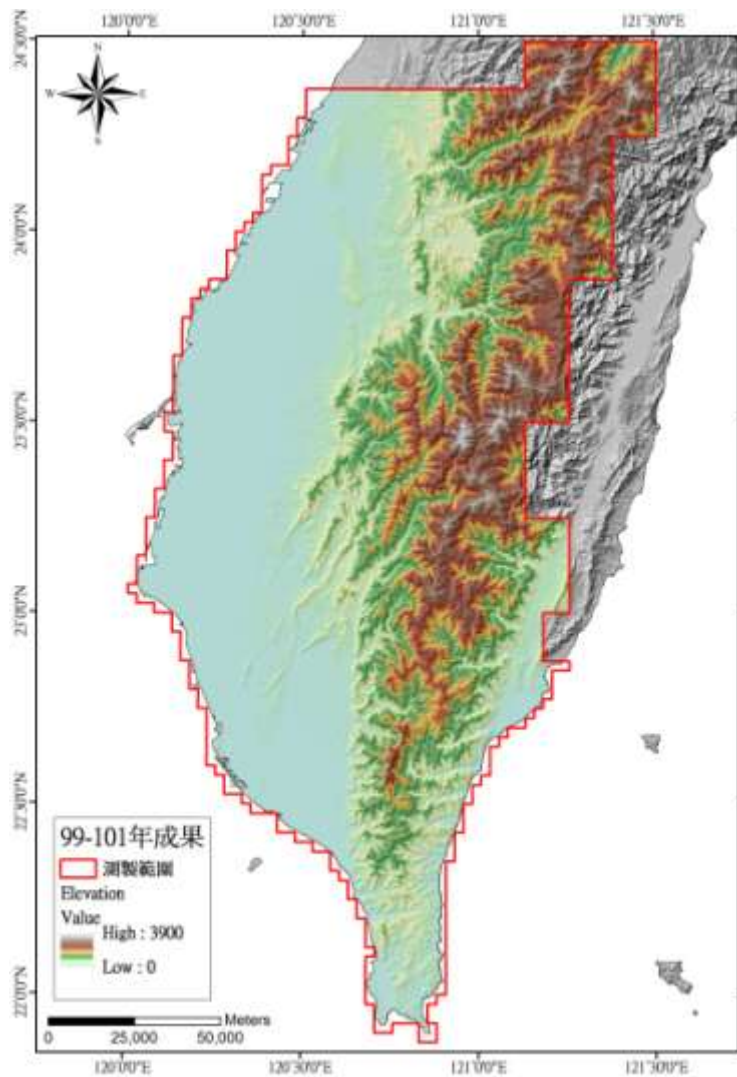 120°0'0"E 120°30'0"E 121°0'0"E 121°30'0"E
24°30'0"N
24°0'0"N
23°30'0"N
23°0'0"N
22°30'0"N
22°0'0"N
N
W E
S
99-101年成果
測製範圍
Elevation
Value
High : 3900
Low : 0
Meters
0 25,000 50,000
120°0'0"E 120°30'0"E 121°0'0"E 121°30'0"E